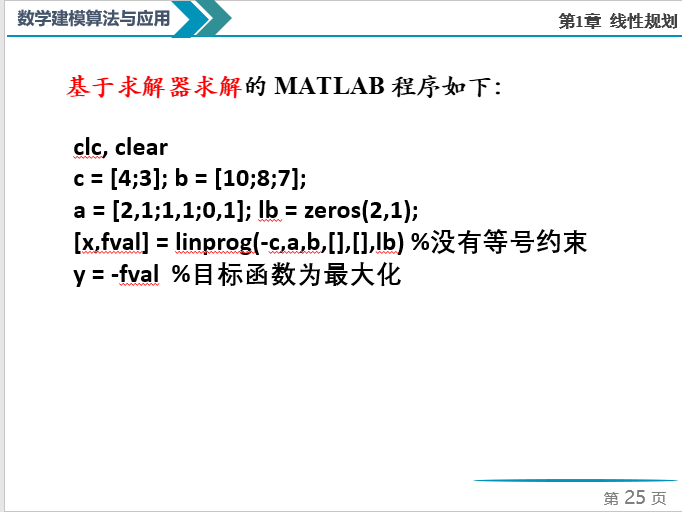 数学建模算法与应用
第1章 线性规划
基于求解器求解的 MATLAB 程序如下:
clc, clear
c = [4;3]; b = [10;8;7];
a = [2,1;1,1;0,1]; lb = zeros(2,1);
[x,fval] = linprog(-c,a,b,[],[],lb) %没有等号约束
y = -fval %目标函数为最大化
第 25 页